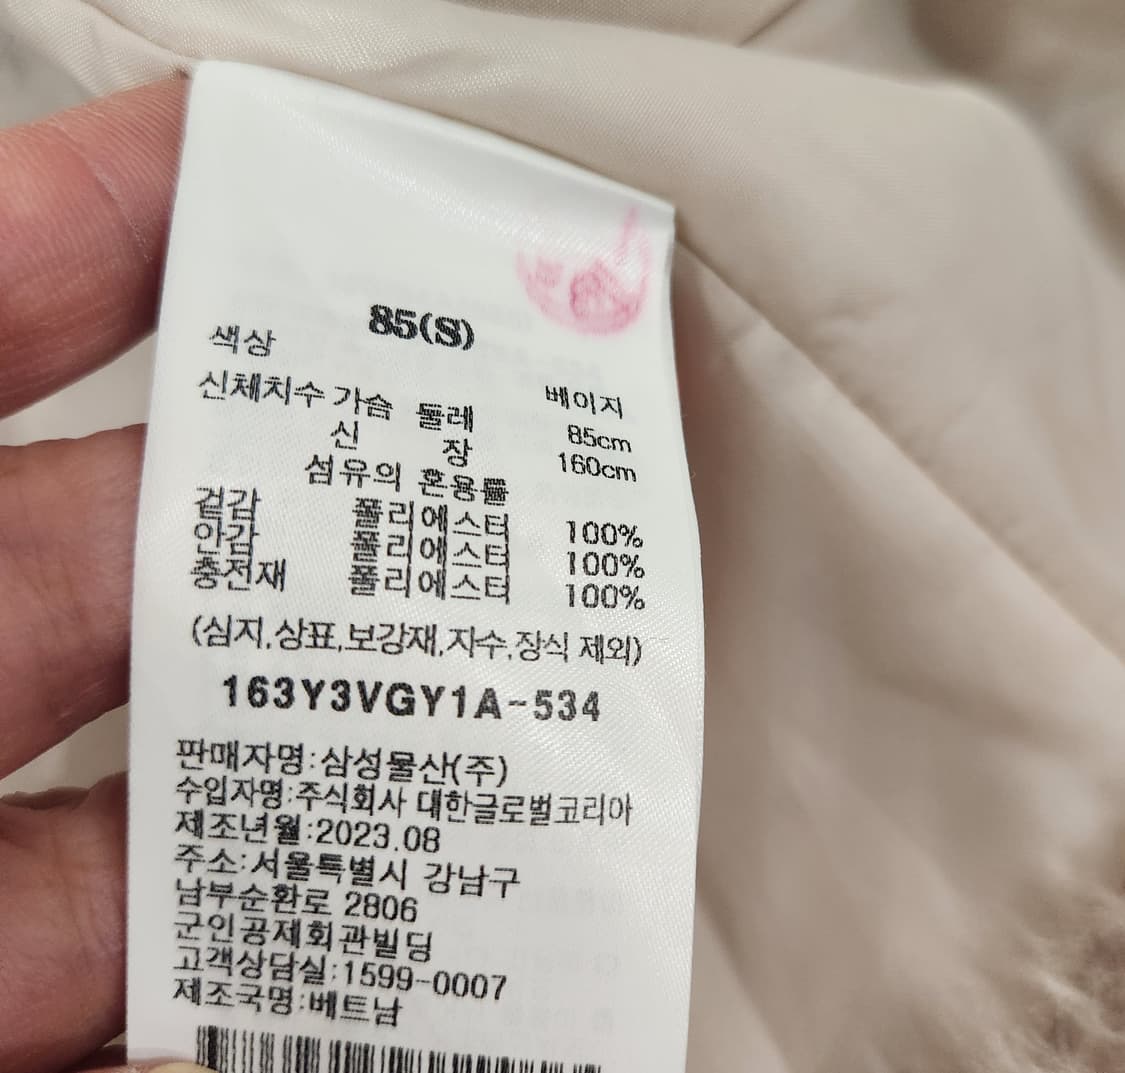 85(S)
색상 베이지
신체치수 가슴 둘레 85cm
신 장 160cm
섬유의 혼용률
겉감 폴리에스터 100%
안감 폴리에스터 100%
충전재 폴리에스터 100%
(심지,상표,보강재,자수,장식 제외)
163Y3VGY1A-534
판매자명:삼성물산(주)
수입자명:주식회사 대한글로벌코리아
제조년월:2023.08
주소:서울특별시 강남구
남부순환로 2806
군인공제회관빌딩
고객상담실:1599-0007
제조국명:베트남